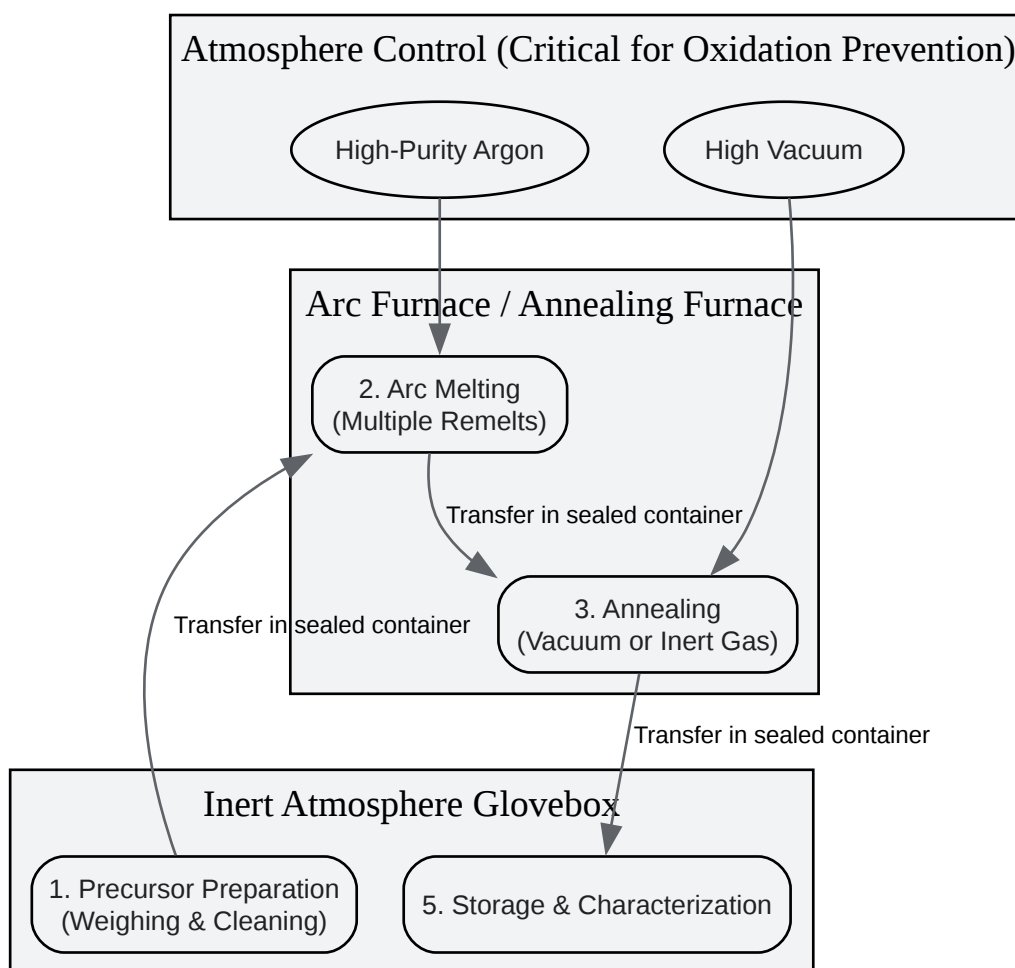 Atmosphere Control (Critical for Oxidation Prevention)
High-Purity Argon
High Vacuum
Arc Furnace / Annealing Furnace
2. Arc Melting
(Multiple Remelts)
Transfer in sealed container
3. Annealing
(Vacuum or Inert Gas)
Transfer in sealed container
Transfer in sealed container
Inert Atmosphere Glovebox
1. Precursor Preparation
(Weighing & Cleaning)
5. Storage & Characterization